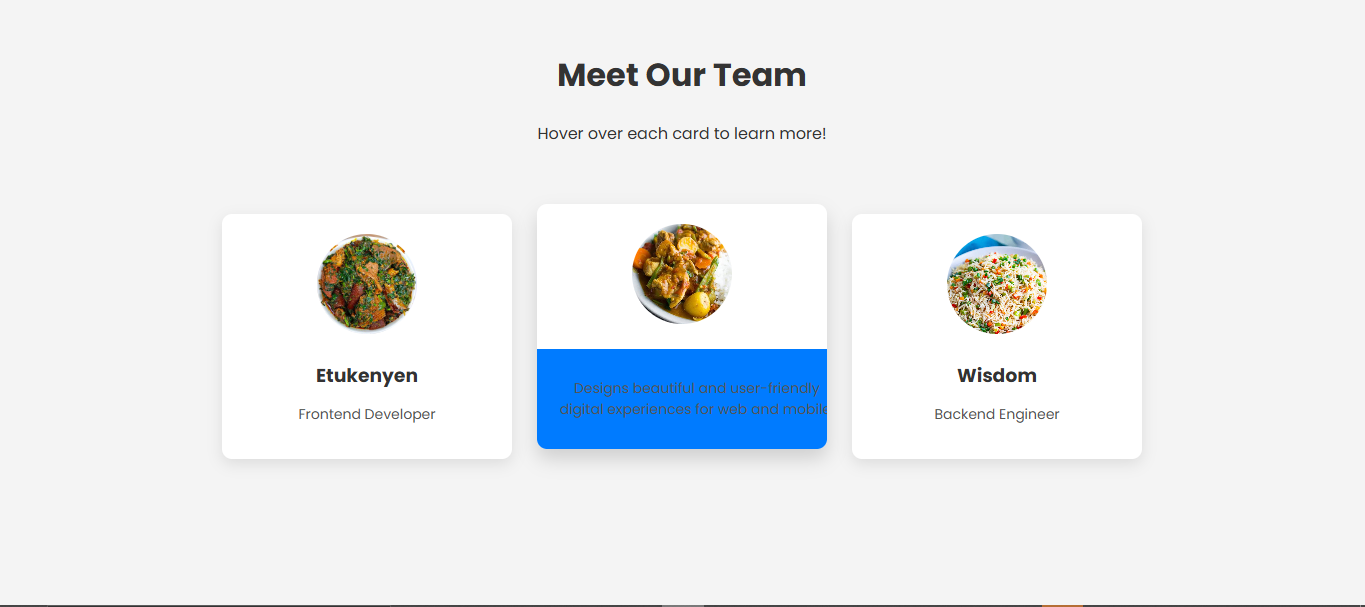 Meet Our Team
Hover over each card to learn more!
Etukenyen
Frontend Developer
Designs beautiful and user-friendly
digital experiences for web and mobile
Wisdom
Backend Engineer